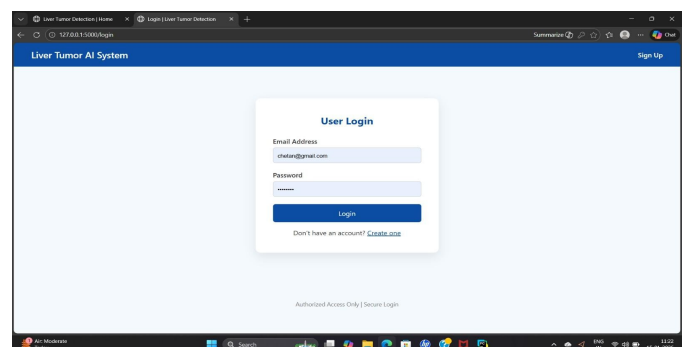 Liver Tumor Detection | Home
Login | Liver Tumor Detection
127.0.0.1:5000/login
Summarize
Chat
Liver Tumor AI System
Sign Up
User Login
Email Address
chetan@gmail.com
Password
••••••••
Login
Don't have an account? Create one
Authorized Access Only | Secure Login
Air: Moderate
Search
ENG
11:22